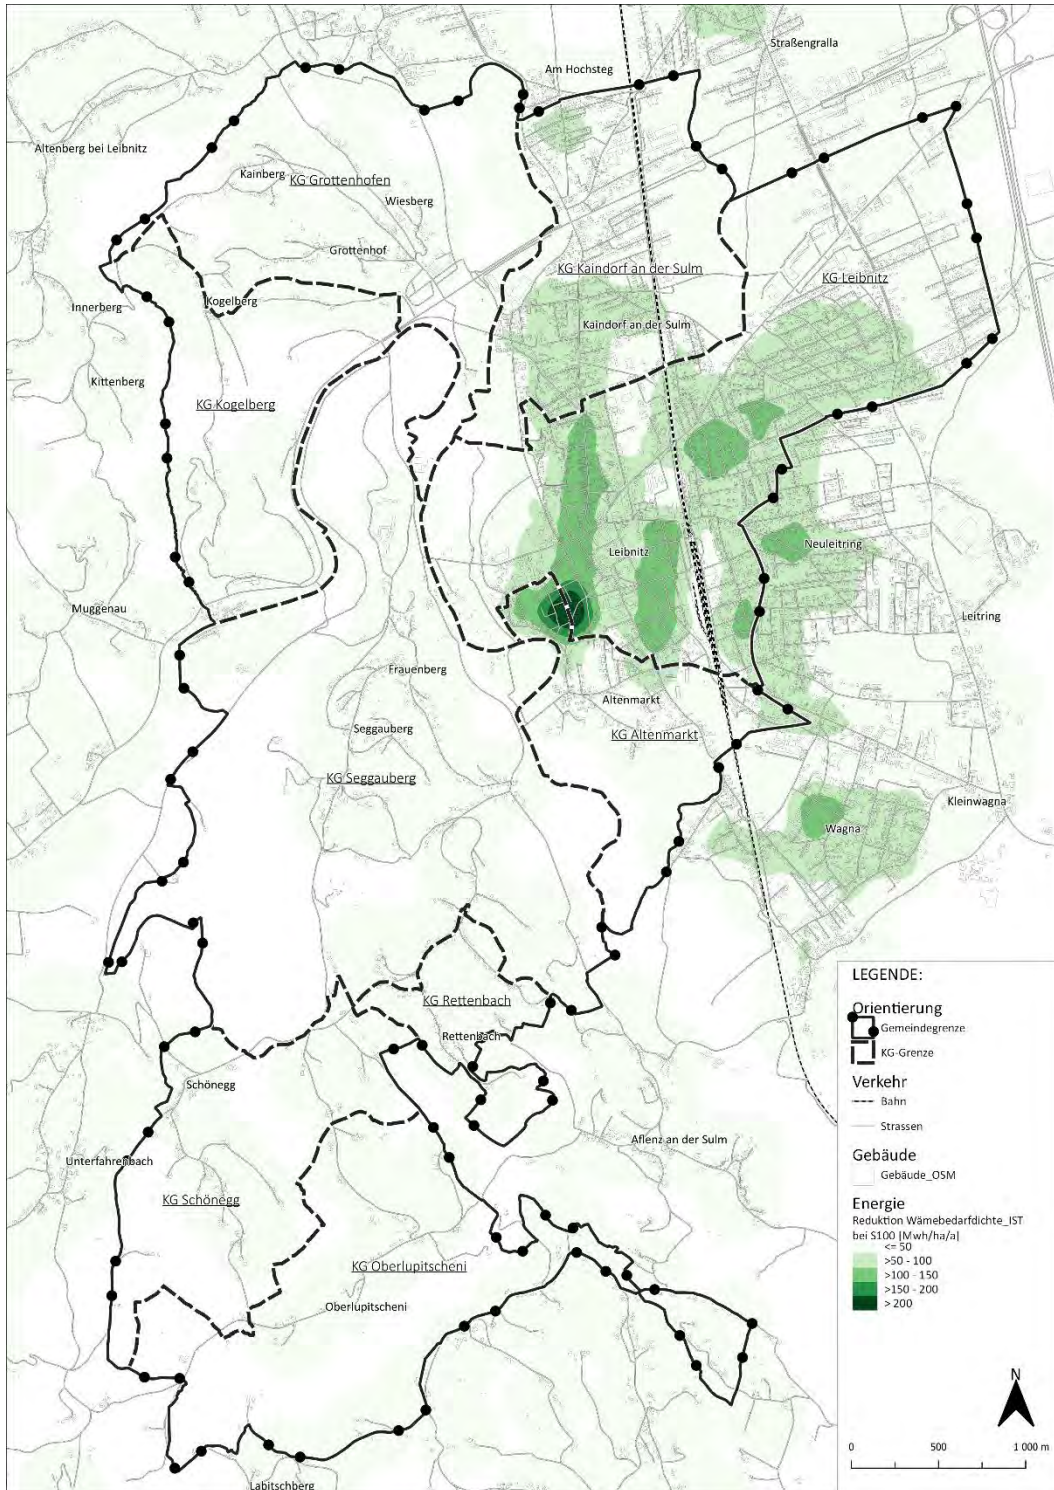 Straßengralla
Am Hochsteg
Altenberg bei Leibnitz
Kainberg
KG Grottenhofen
Wiesberg
Grottenhof
KG Kaindorf an der Sulm
KG Leibnitz
Innerberg
Kogelberg
Kaindorf an der Sulm
Kittenberg
KG Kogelberg
Leibnitz
Neuleitring
Muggenau
Leitring
Frauenberg
Altenmarkt
Seggauberg
KG Altenmarkt
KG Seggauberg
Kleinwagna
Wagna
KG Rettenbach
Rettenbach
Schönegg
Aflenz an der Sulm
Unterfahrenbach
KG Schönegg
KG Oberlupitscheni
Oberlupitscheni
Labitschberg
LEGENDE:
Orientierung
Gemeindegrenze
KG-Grenze
Verkehr
Bahn
Strassen
Gebäude
Gebäude_OSM
Energie
Reduktion Wämebedarfdichte_IST
bei S100 |Mwh/ha/a|
<= 50
>50 - 100
>100 - 150
>150 - 200
> 200
N
0 500 1 000 m